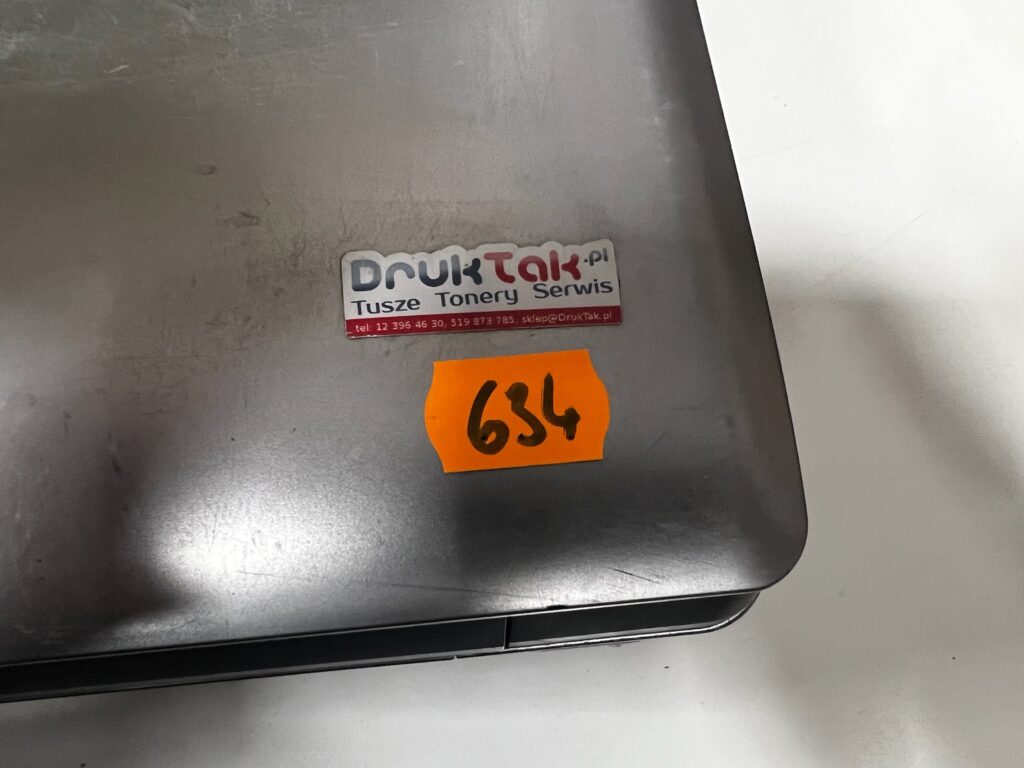 DrukTak.pl
Tusze Tonery Serwis
tel. 12 396 46 30, 519 873 785, sklep@DrukTak.pl
634